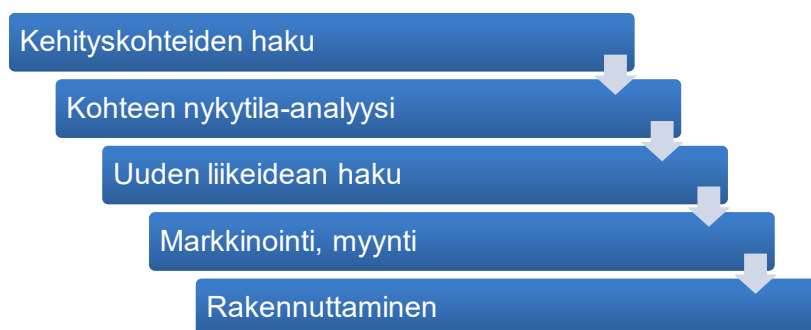 Kehityskohteiden haku
Kohteen nykytila-analyysi
Uuden liikeidean haku
Markkinointi, myynti
Rakennuttaminen